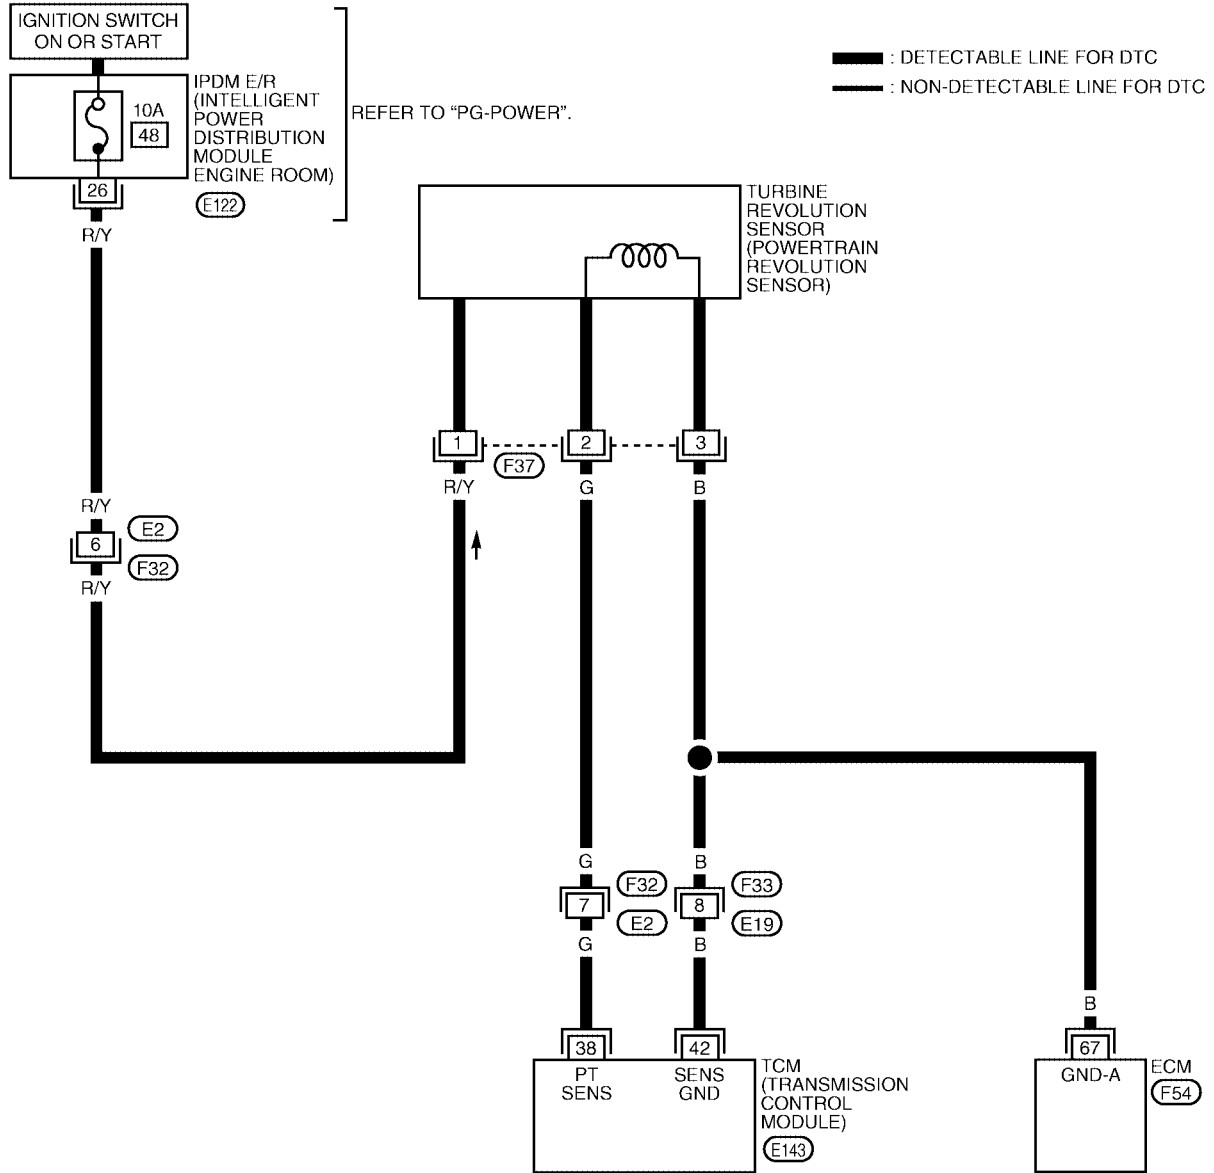 IGNITION SWITCH
ON OR START
IPDM E/R
(INTELLIGENT
POWER
DISTRIBUTION
MODULE
ENGINE ROOM)
10A
48
26
E122
REFER TO “PG-POWER”.
: DETECTABLE LINE FOR DTC
: NON-DETECTABLE LINE FOR DTC
R/Y
TURBINE
REVOLUTION
SENSOR
(POWERTRAIN
REVOLUTION
SENSOR)
1
2
3
F37
R/Y
G
B
R/Y
6
E2
F32
R/Y
G
B
7
F32
E2
8
F33
E19
G
B
B
38
42
67
PT
SENS
SENS
GND
TCM
(TRANSMISSION
CONTROL
MODULE)
E143
GND-A
ECM
F54